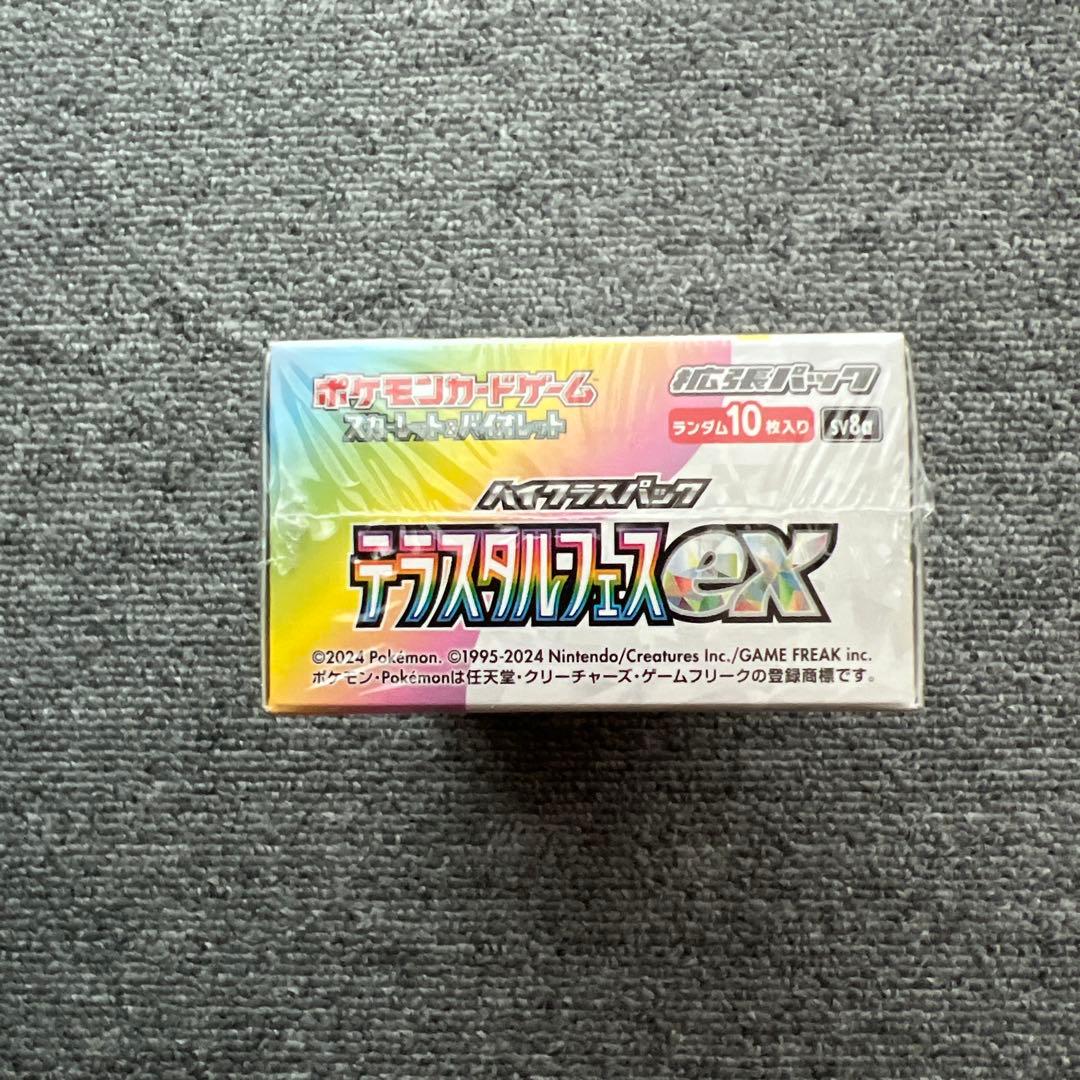 ポケモンカードゲーム
スカーレット&バイオレット
拡張パック
ランダム10枚入り sv8a
ハイクラスパック
テラスタルフェスex
©2024 Pokémon. ©1995-2024 Nintendo/Creatures Inc./GAME FREAK inc.
ポケモン・Pokémonは任天堂・クリーチャーズ・ゲームフリークの登録商標です。